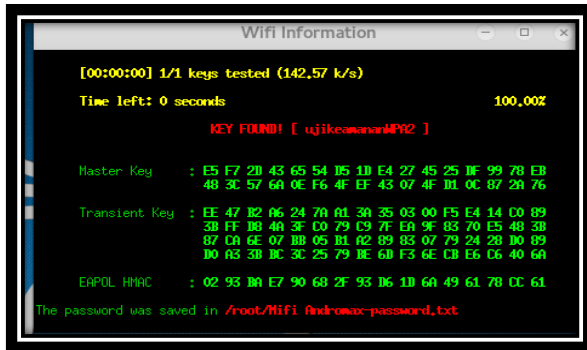 Wifi Information
[00:00:00] 1/1 keys tested (142.57 k/s)
Time left: 0 seconds 100.00%
KEY FOUND! [ ujikeamananWPA2 ]
Master Key : E5 F7 2D 43 65 54 D5 1D E4 27 45 25 DF 99 78 EB
48 3C 57 6A 0E F6 4F EF 43 07 4F D1 0C 87 2A 76
Transient Key : EE 47 B2 A6 24 7A A1 3A 35 03 00 F5 E4 14 C0 89
3B FF D8 4A 3F C0 79 C9 7F EA 9F 83 70 E5 48 3B
87 CA 6E 07 BB 05 B1 A2 89 83 07 79 24 28 D0 89
D0 A3 3B BC 3C 25 79 BE 6D F3 6E CB E6 C6 40 6A
EAPOL HMAC : 02 93 BA E7 90 68 2F 93 D6 1D 6A 49 61 78 CC 61
The password was saved in /root/Mifi Andromax-password.txt